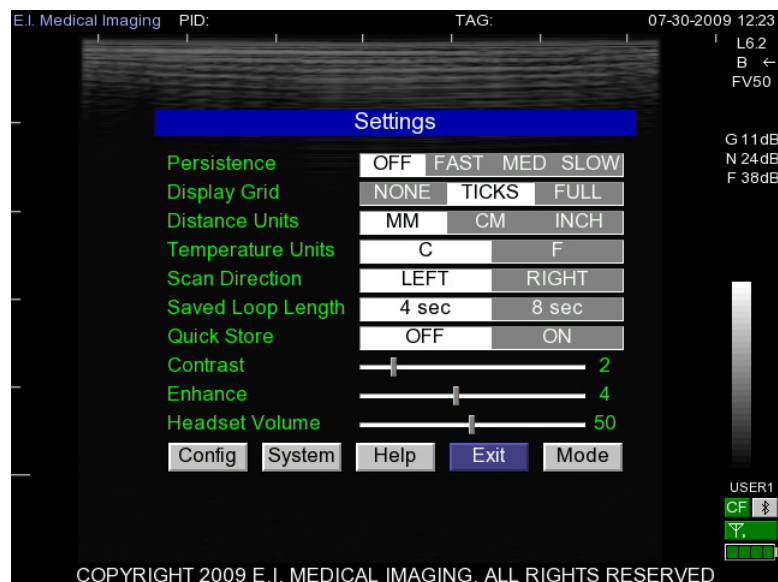 E.I. Medical Imaging PID: TAG: 07-30-2009 12:23
L6.2
B ←
FV50
Settings
G 11dB
N 24dB
F 38dB
Persistence OFF FAST MED SLOW
Display Grid NONE TICKS FULL
Distance Units MM CM INCH
Temperature Units C F
Scan Direction LEFT RIGHT
Saved Loop Length 4 sec 8 sec
Quick Store OFF ON
Contrast 2
Enhance 4
Headset Volume 50
Config System Help Exit Mode
USER1
CF
COPYRIGHT 2009 E.I. MEDICAL IMAGING. ALL RIGHTS RESERVED